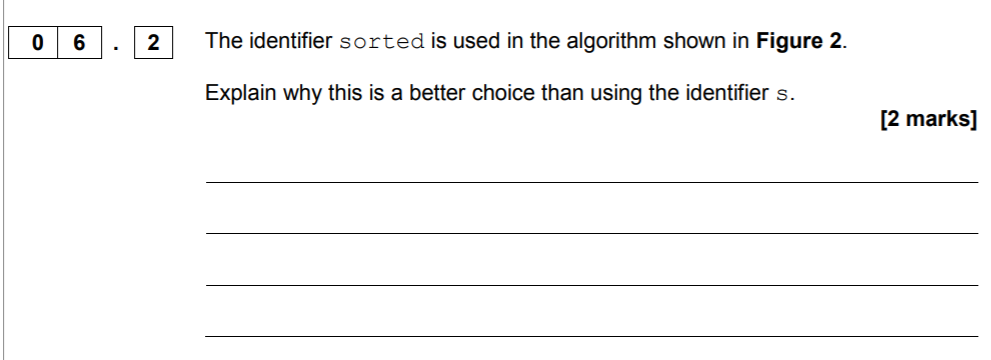 0 6 . 2 The identifier sorted is used in the algorithm shown in Figure 2.
Explain why this is a better choice than using the identifier s.
[2 marks]